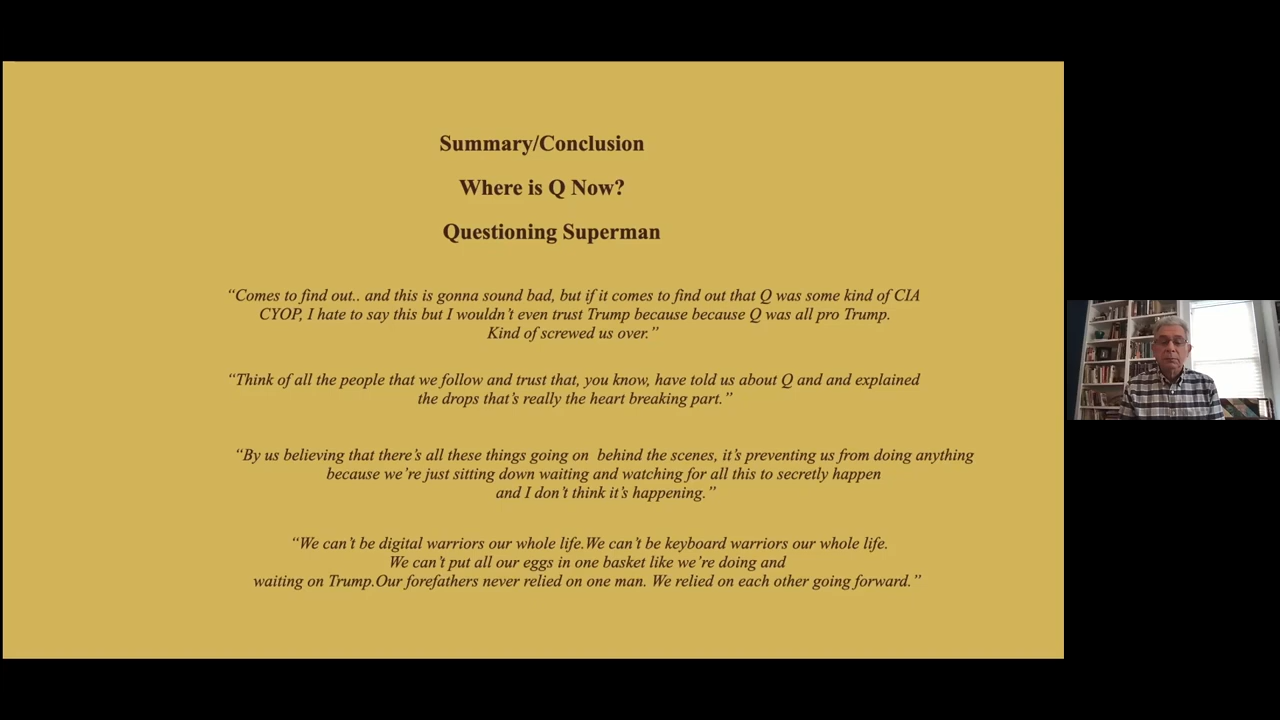 Summary/Conclusion
Where is Q Now?
Questioning Superman
“Comes to find out.. and this is gonna sound bad, but if it comes to find out that Q was some kind of CIA
CYOP, I hate to say this but I wouldn’t even trust Trump because because Q was all pro Trump.
Kind of screwed us over.”
“Think of all the people that we follow and trust that, you know, have told us about Q and and explained
the drops that’s really the heart breaking part.”
“By us believing that there’s all these things going on  behind the scenes, it’s preventing us from doing anything
because we’re just sitting down waiting and watching for all this to secretly happen
and I don’t think it’s happening.”
“We can’t be digital warriors our whole life.We can’t be keyboard warriors our whole life.
We can’t put all our eggs in one basket like we’re doing and
waiting on Trump.Our forefathers never relied on one man. We relied on each other going forward.”